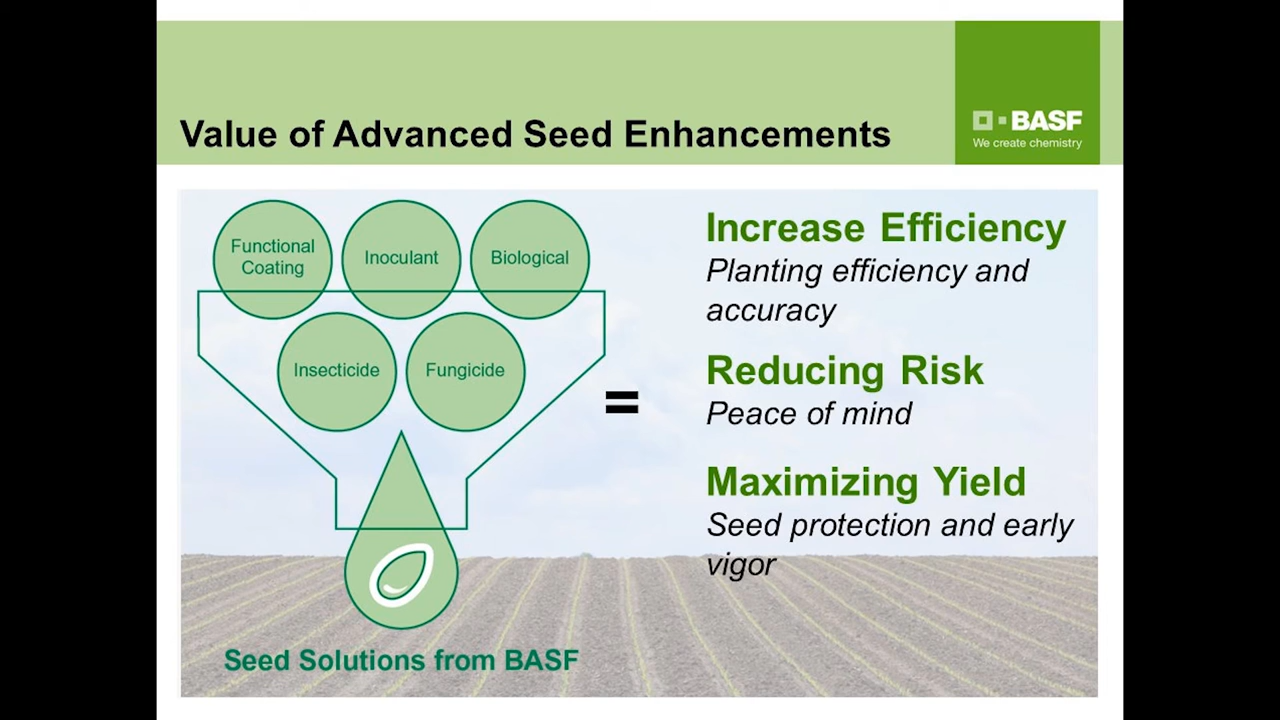 Value of Advanced Seed Enhancements
BASF
We create chemistry
Functional
Coating
Inoculant
Biological
Insecticide
Fungicide
Seed Solutions from BASF
=
Increase Efficiency
Planting efficiency and
accuracy
Reducing Risk
Peace of mind
Maximizing Yield
Seed protection and early
vigor